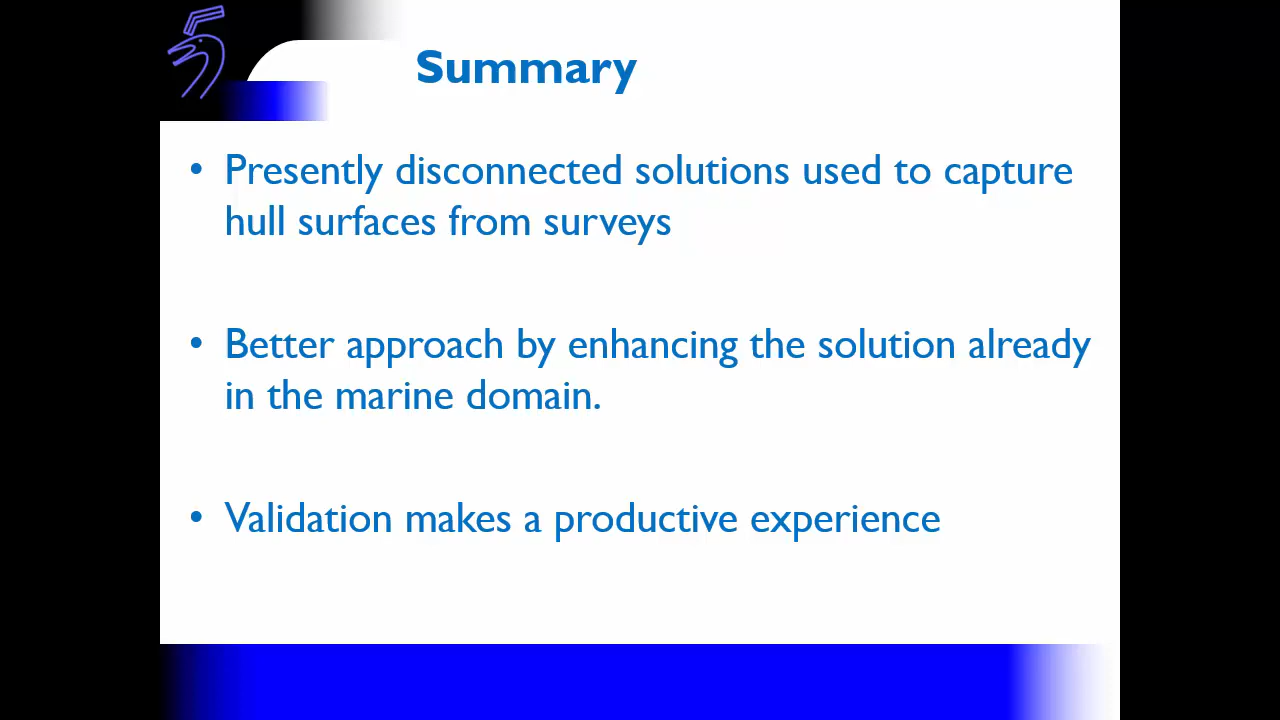 Summary
• Presently disconnected solutions used to capture
hull surfaces from surveys
• Better approach by enhancing the solution already
in the marine domain.
• Validation makes a productive experience